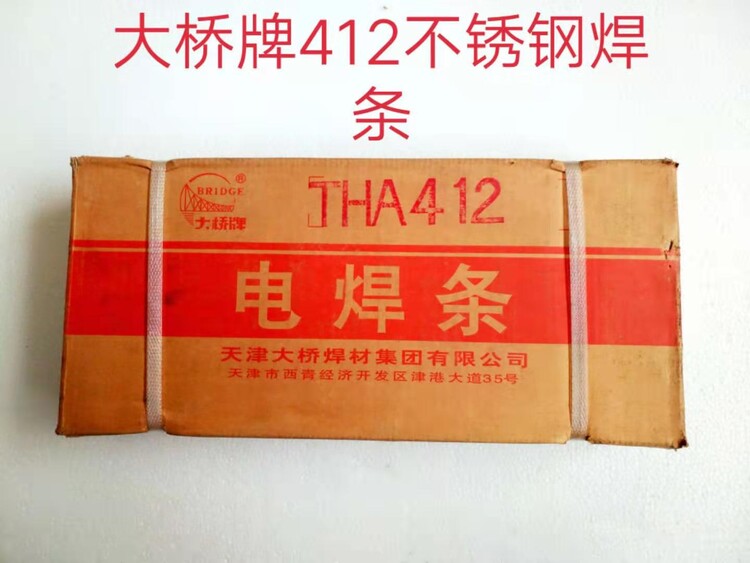 大桥牌412不锈钢焊
条
BRIDGE ®
大桥牌
THA412
电焊条
天津大桥焊材集团有限公司
天津市西青经济开发区津港大道35号